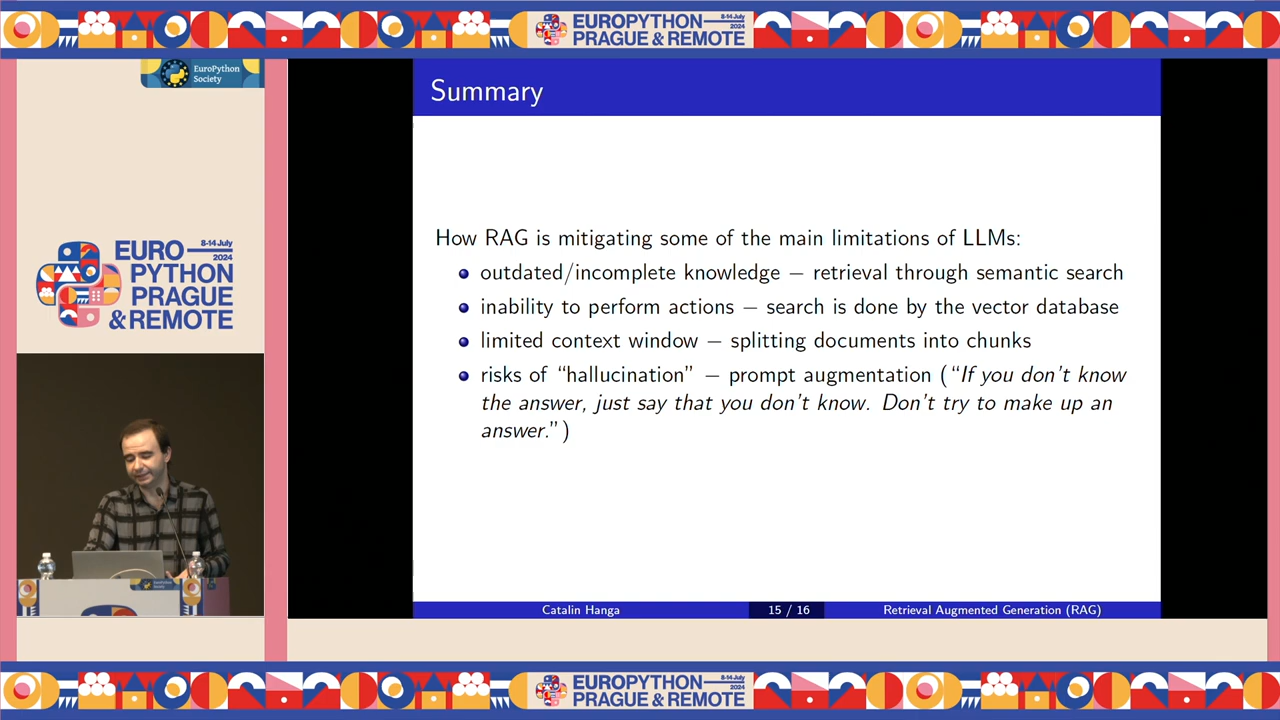 EUROPYTHON
8-14 July
2024
PRAGUE & REMOTE
EuroPython
Society
EURO
8-14 July
2024
PYTHON
PRAGUE
& REMOTE
Summary
How RAG is mitigating some of the main limitations of LLMs:
outdated/incomplete knowledge – retrieval through semantic search
inability to perform actions – search is done by the vector database
limited context window – splitting documents into chunks
risks of “hallucination” – prompt augmentation (“If you don’t know
the answer, just say that you don’t know. Don’t try to make up an
answer.”)
Catalin Hanga
15 / 16
Retrieval Augmented Generation (RAG)
EUROPYTHON
8-14 July
2024
PRAGUE & REMOTE